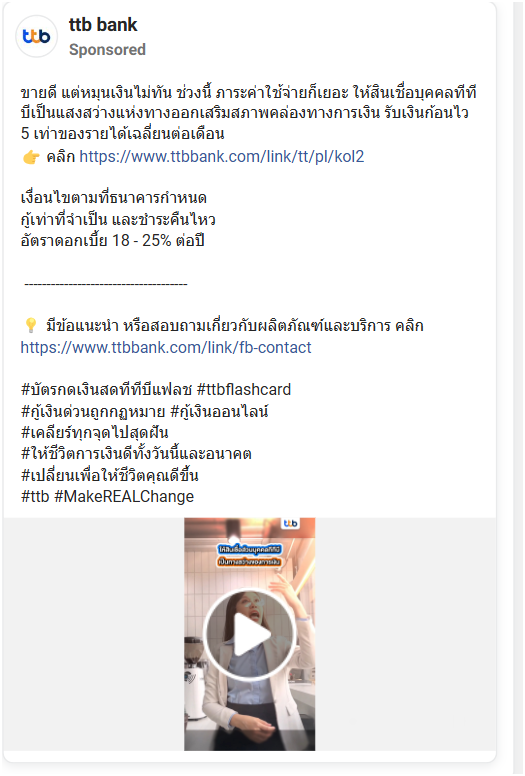 ttb bank
Sponsored
ttb
ขายดี แต่หมุนเงินไม่ทัน ช่วงนี้ ภาระค่าใช้จ่ายก็เยอะ ให้สินเชื่อบุคคลทีที
บีเป็นแสงสว่างแห่งทางออกเสริมสภาพคล่องทางการเงิน รับเงินก้อนไว
5 เท่าของรายได้เฉลี่ยนต่อเดือน
👉 คลิก https://www.ttbbank.com/link/tt/pl/kol2
เงื่อนไขตามที่ธนาคารกำหนด
กู้เท่าที่จำเป็น และชำระคืนไหว
อัตราดอกเบี้ย 18 - 25% ต่อปี
-------------------------------------
💡 มีข้อแนะนำ หรือสอบถามเกี่ยวกับผลิตภัณฑ์และบริการ คลิก
https://www.ttbbank.com/link/fb-contact
#บัตรกดเงินสดทีทีบีแฟลช #ttbflashcard
#กู้เงินด่วนถูกกฎหมาย #กู้เงินออนไลน์
#เคลียร์ทุกจุดไปสุดฝัน
#ให้ชีวิตการเงินดีทั้งวันนี้และอนาคต
#เปลี่ยนเพื่อให้ชีวิตคุณดีขึ้น
#ttb #MakeREALChange
ttb
ให้สินเชื่อส่วนบุคคลทีทีบี
เป็นทางสว่างของการเงิน